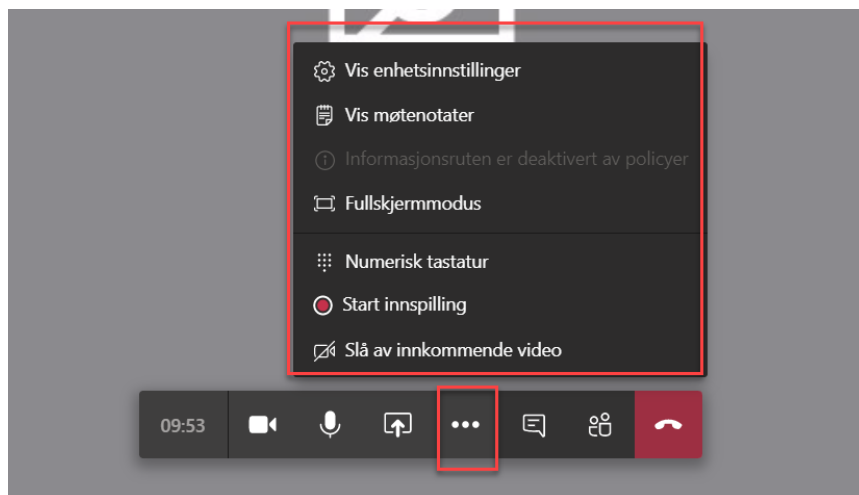 Vis enhetsinnstillinger
Vis møtenotater
Informasjonsruten er deaktivert av policyer
Fullskjermmodus
Numerisk tastatur
Start innspilling
Slå av innkommende video
09:53